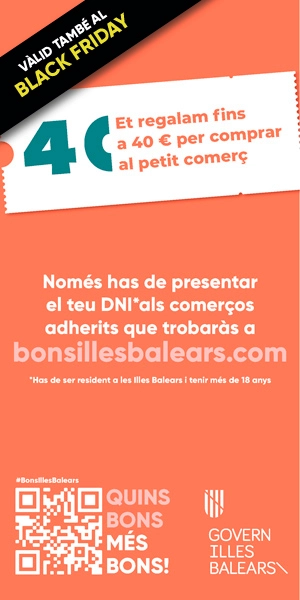 VÀLID TAMBÉ AL
BLACK FRIDAY
40
Et regalam fins
a 40 € per comprar
al petit comerç
Només has de presentar
el teu DNI*als comerços
adherits que trobaràs a
bonsillesbalears.com
*Has de ser resident a les Illes Balears i tenir més de 18 anys
#BonsIllesBalears
QUINS
BONS
MÉS
BONS!
GOVERN
ILLES
BALEARS